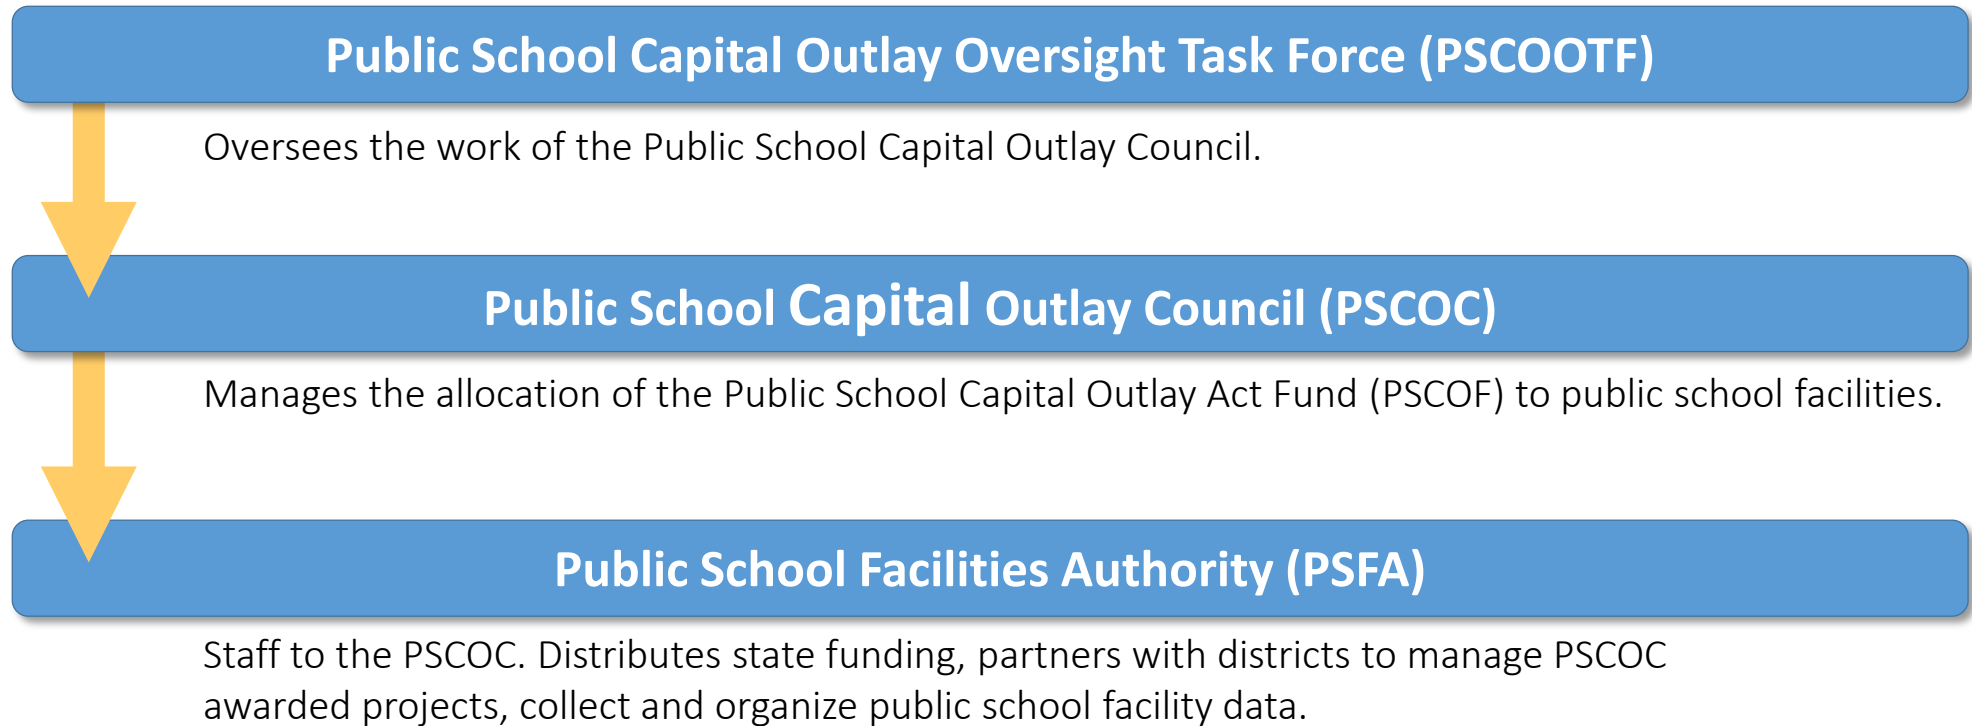 Public School Capital Outlay Oversight Task Force (PSCOOTF)
Oversees the work of the Public School Capital Outlay Council.
Public School Capital Outlay Council (PSCOC)
Manages the allocation of the Public School Capital Outlay Act Fund (PSCOF) to public school facilities.
Public School Facilities Authority (PSFA)
Staff to the PSCOC. Distributes state funding, partners with districts to manage PSCOC
awarded projects, collect and organize public school facility data.